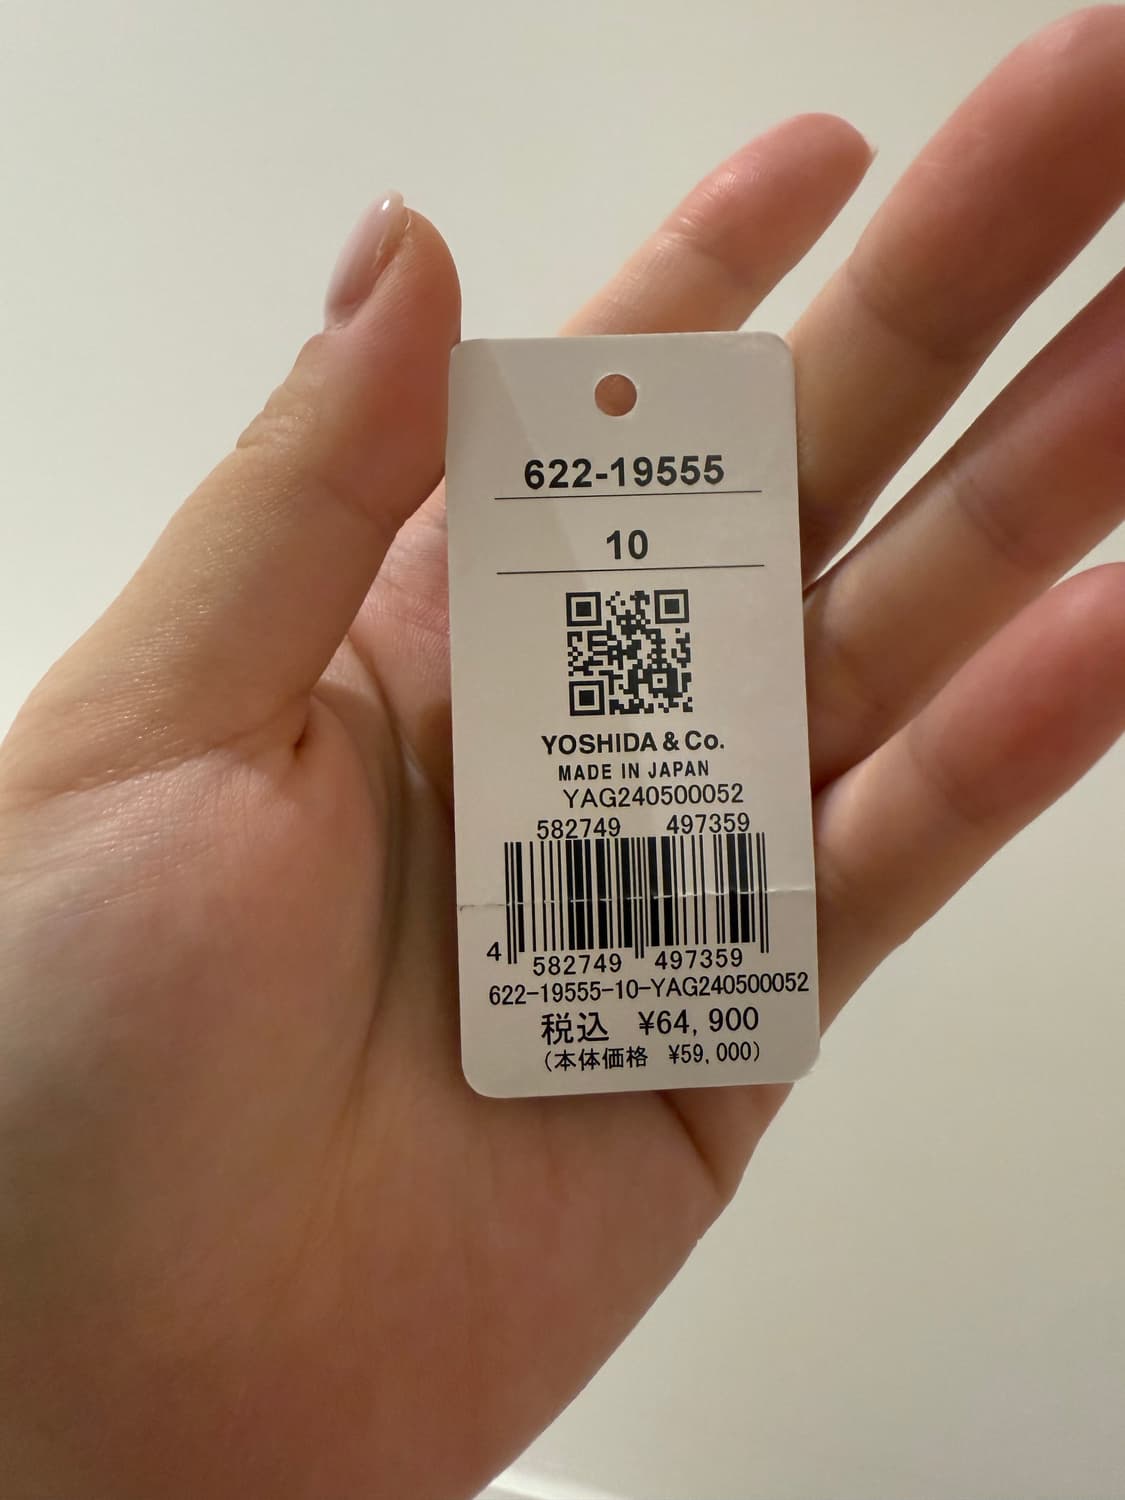 622-19555
10
YOSHIDA & Co.
MADE IN JAPAN
YAG240500052
582749 497359
4 582749 497359
622-19555-10-YAG240500052
税込 ¥64,900
(本体価格 ¥59,000)